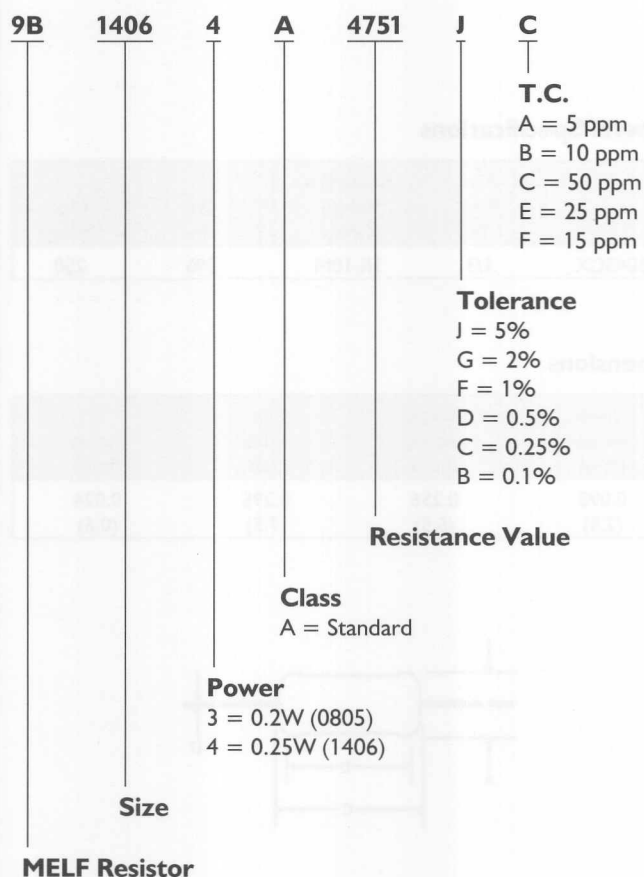 9B 1406 4 A 4751 J C
T.C.
A = 5 ppm
B = 10 ppm
C = 50 ppm
E = 25 ppm
F = 15 ppm
Tolerance
J = 5%
G = 2%
F = 1%
D = 0.5%
C = 0.25%
B = 0.1%
Resistance Value
Class
A = Standard
Power
3 = 0.2W (0805)
4 = 0.25W (1406)
Size
MELF Resistor